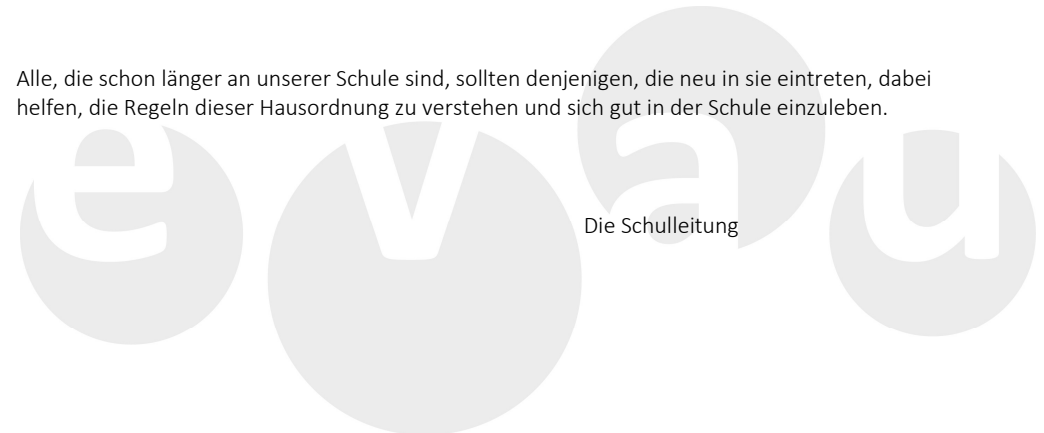 Alle, die schon länger an unserer Schule sind, sollten denjenigen, die neu in sie eintreten, dabei
helfen, die Regeln dieser Hausordnung zu verstehen und sich gut in der Schule einzuleben.
evau
Die Schulleitung